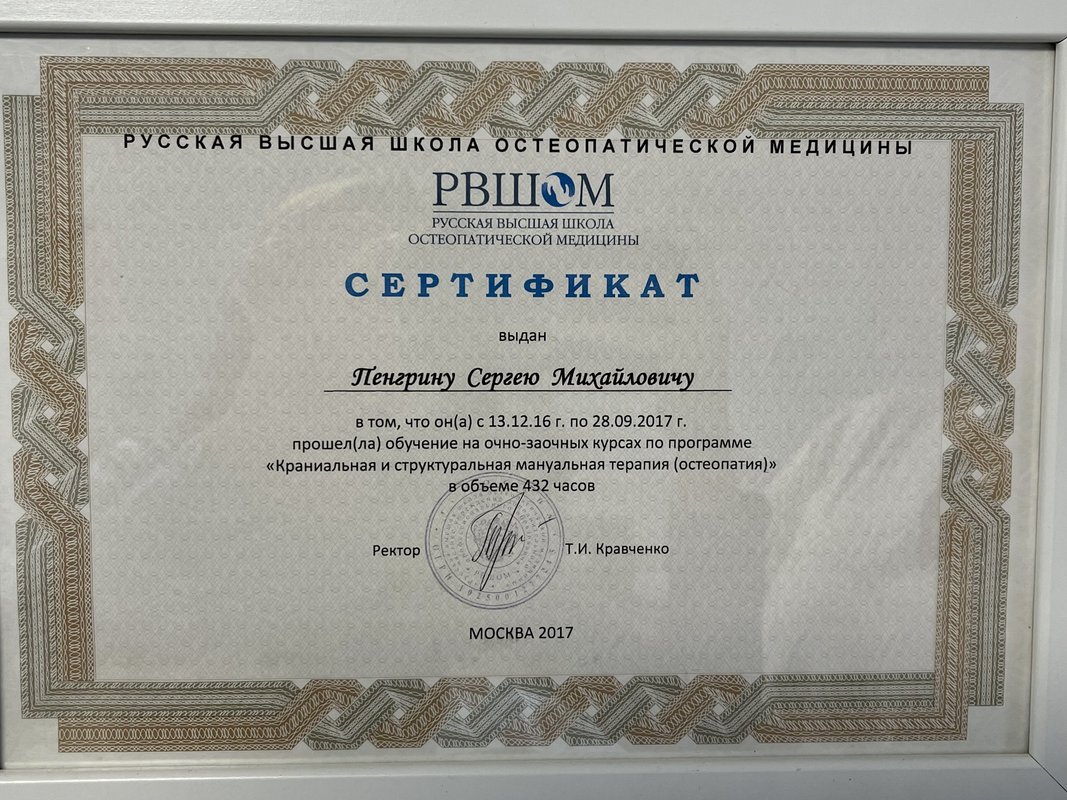 РУССКАЯ ВЫСШАЯ ШКОЛА ОСТЕОПАТИЧЕСКОЙ МЕДИЦИНЫ
РВШОМ
РУССКАЯ ВЫСШАЯ ШКОЛА
ОСТЕОПАТИЧЕСКОЙ МЕДИЦИНЫ
СЕРТИФИКАТ
выдан
Пенгрину Сергею Михайловичу
в том, что он(а) с 13.12.16 г. по 28.09.2017 г.
прошел(ла) обучение на очно-заочных курсах по программе
«Краниальная и структуральная мануальная терапия (остеопатия)»
в объеме 432 часов
Ректор Т.И. Кравченко
МОСКВА 2017